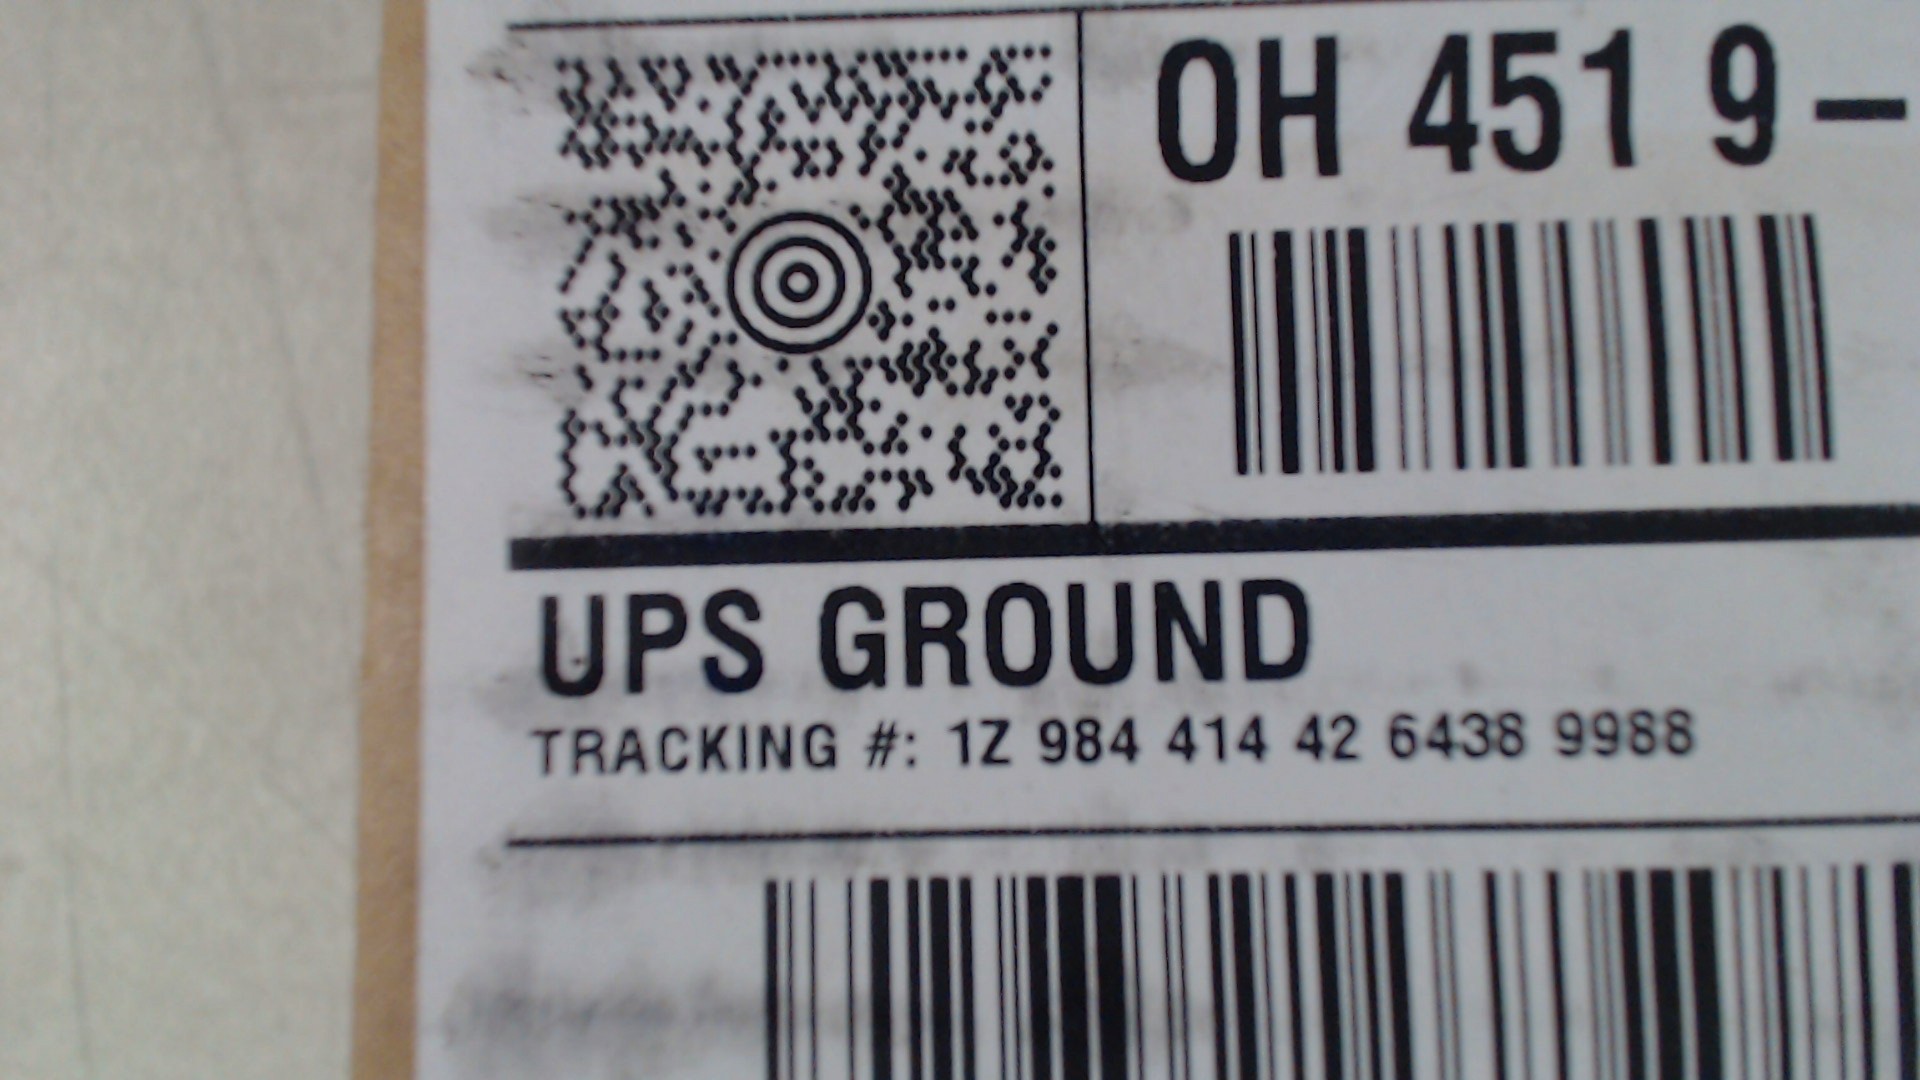 OH 451 9-
UPS GROUND
TRACKING #: 1Z 984 414 42 6438 9988